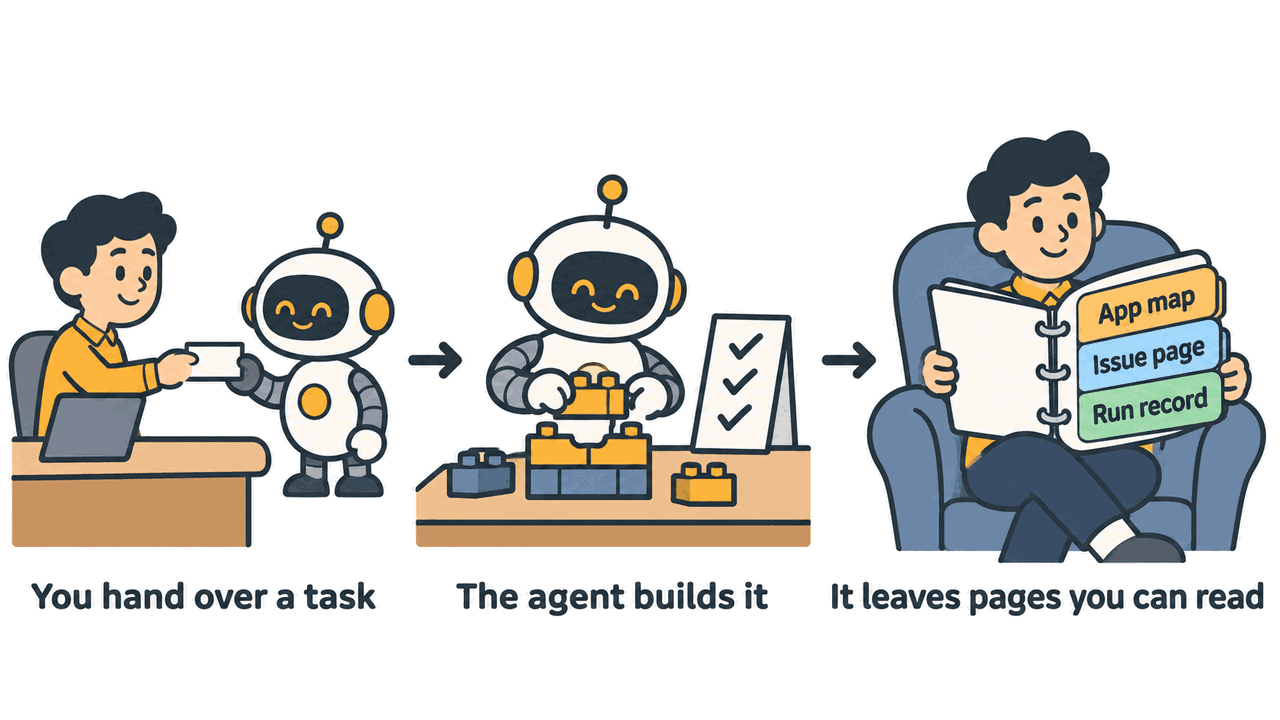 App map
Issue page
Run record
You hand over a task
The agent builds it
It leaves pages you can read